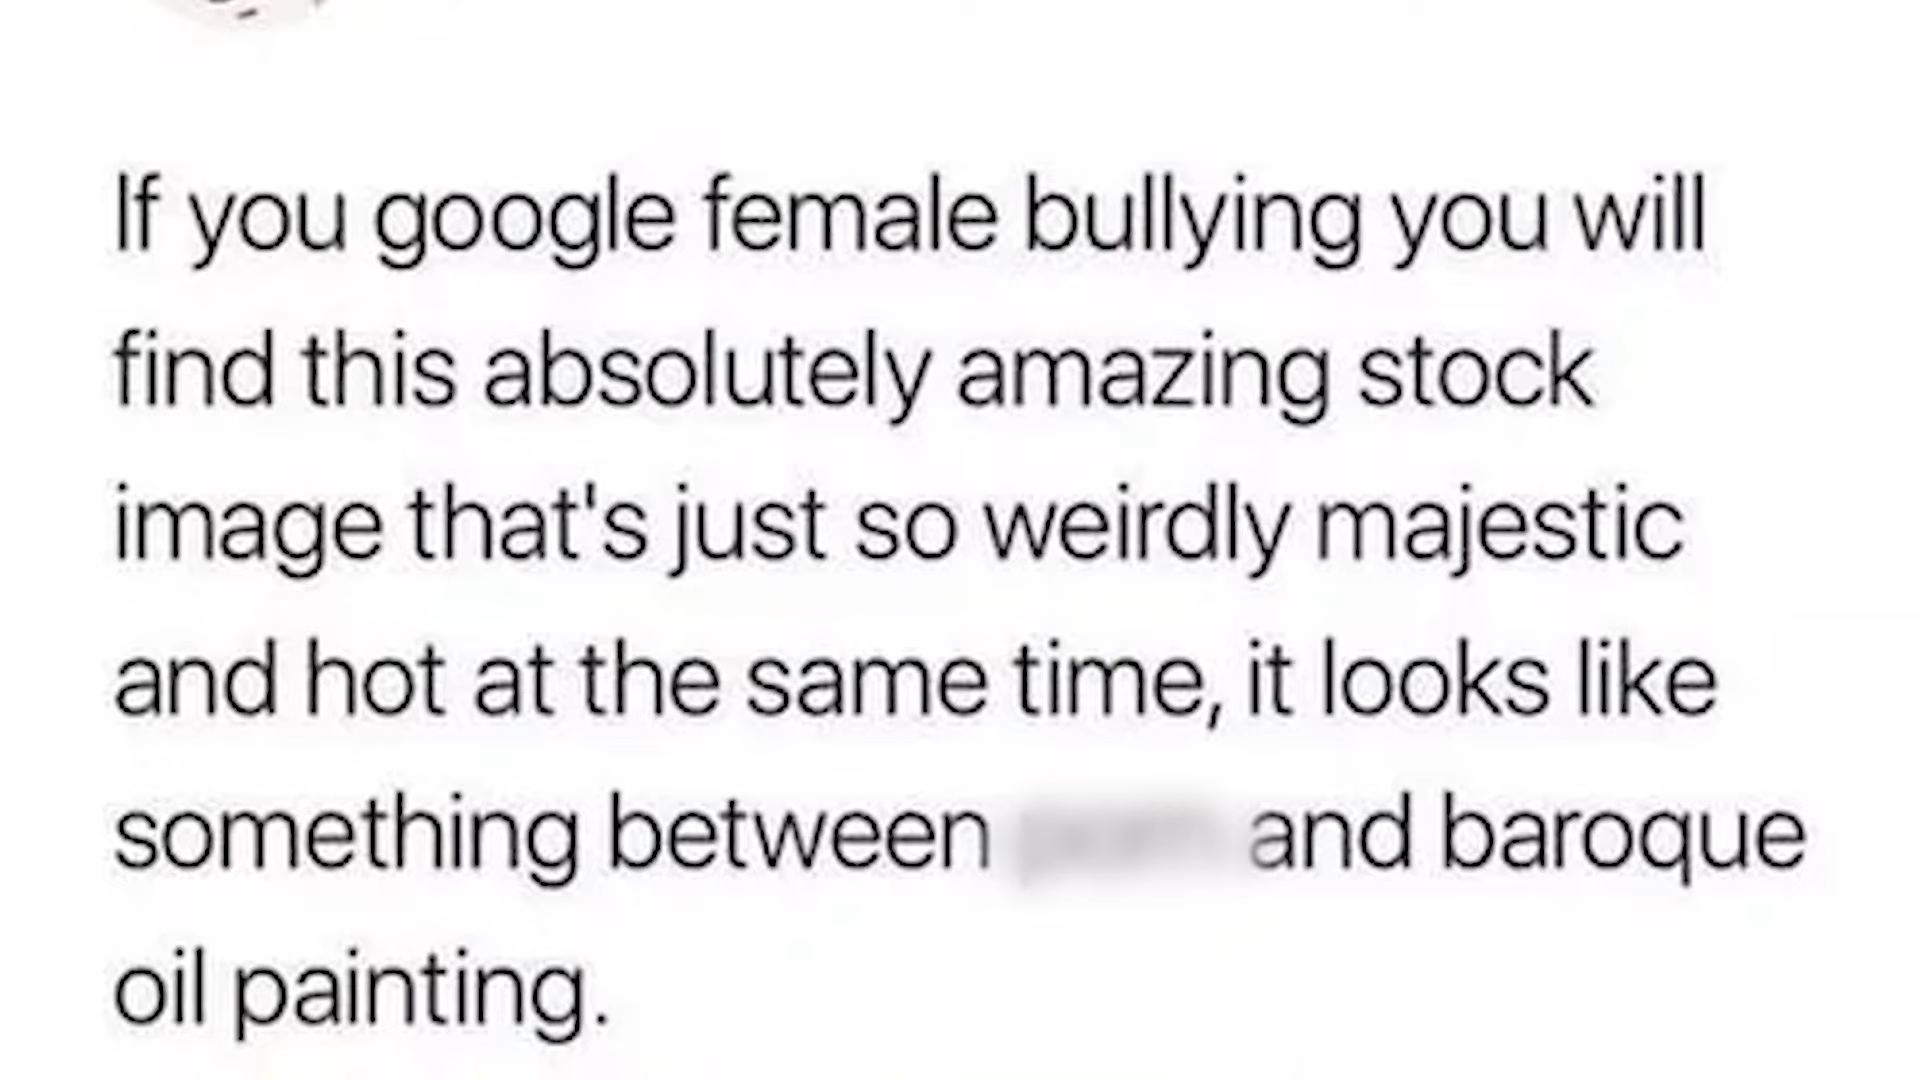 If you google female bullying you will
find this absolutely amazing stock
image that's just so weirdly majestic
and hot at the same time, it looks like
something between and baroque
oil painting.